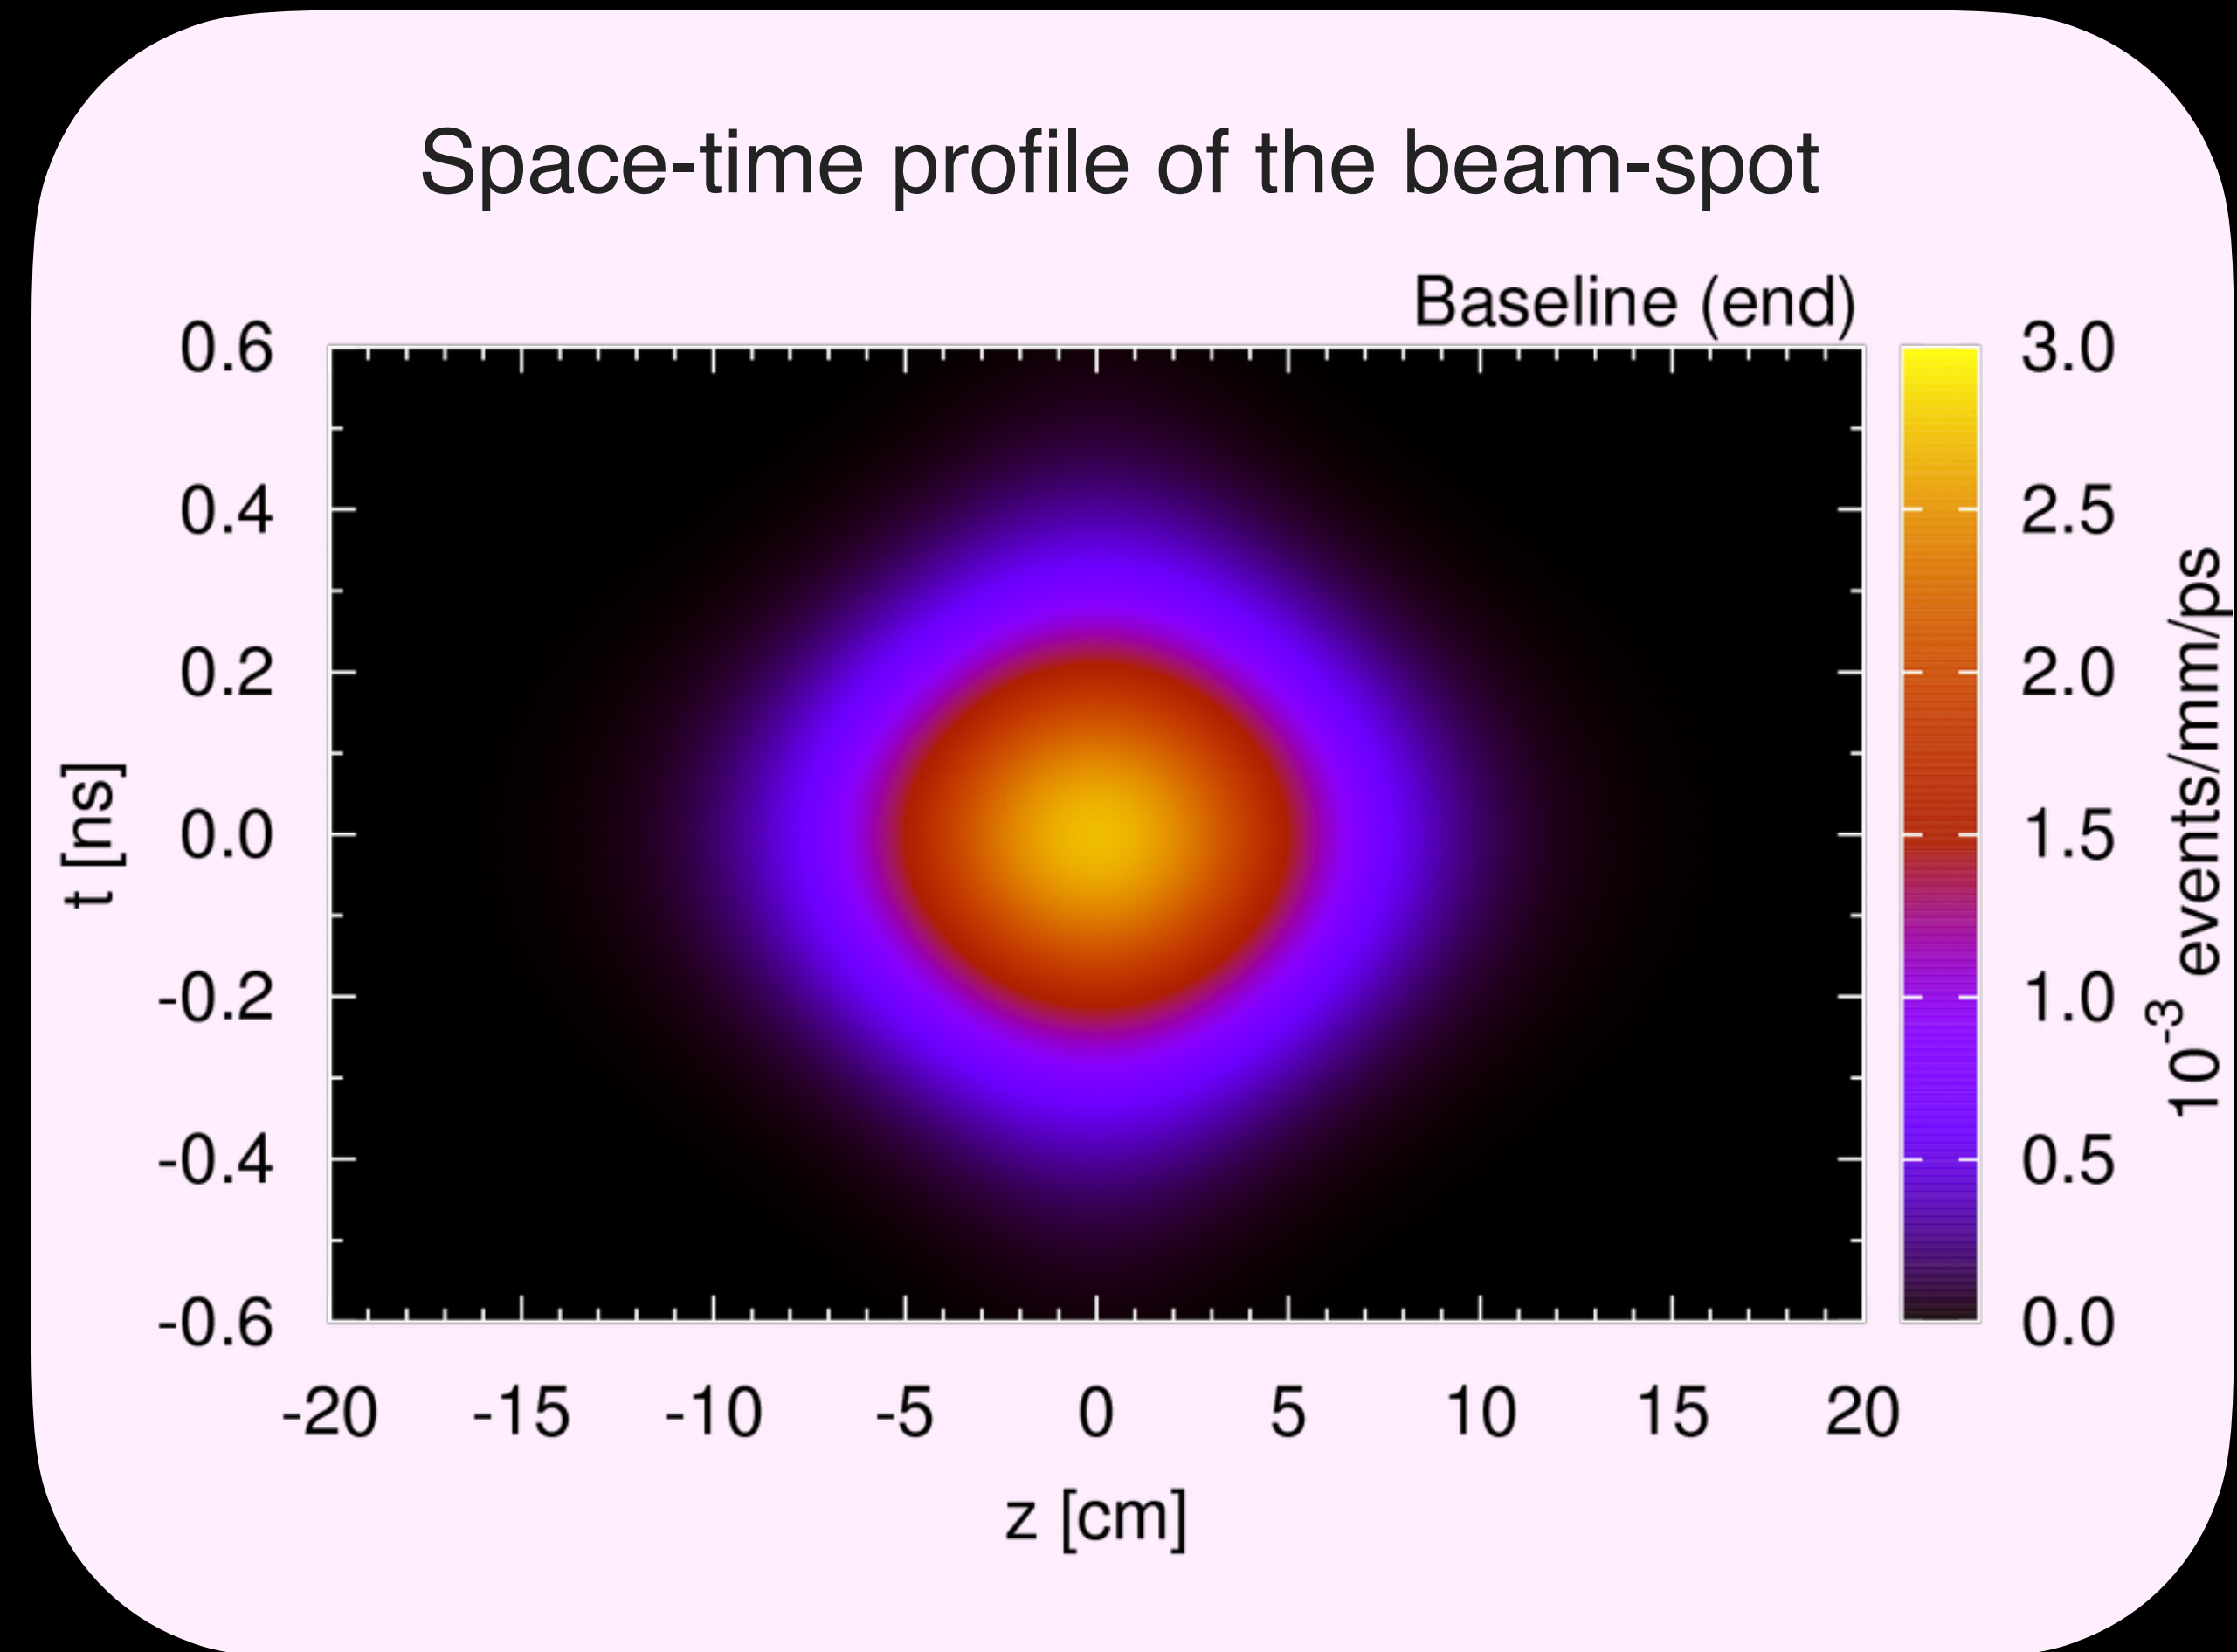 Space-time profile of the beam-spot
Baseline (end)
0.6
0.4
0.2
0.0
-0.2
-0.4
-0.6
t [ns]
-20 -15 -10 -5 0 5 10 15 20
z [cm]
3.0
2.5
2.0
1.5
1.0
0.5
0.0
10⁻³ events/mm/ps